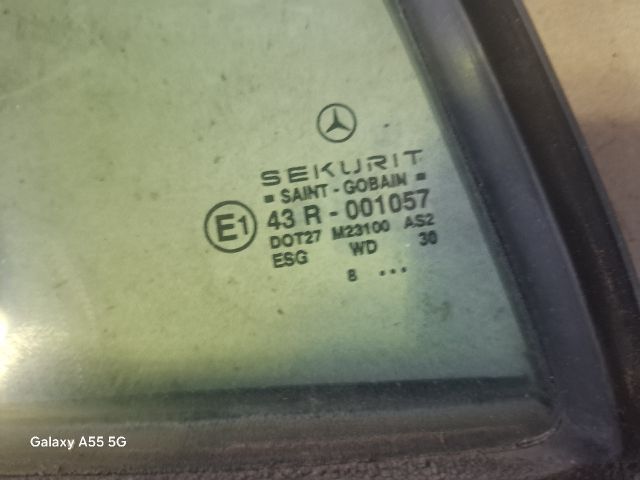 SEKURIT
SAINT - GOBAIN
E1 43 R - 001057
DOT27 M23100 AS2
ESG WD 30
8 ...
Galaxy A55 5G